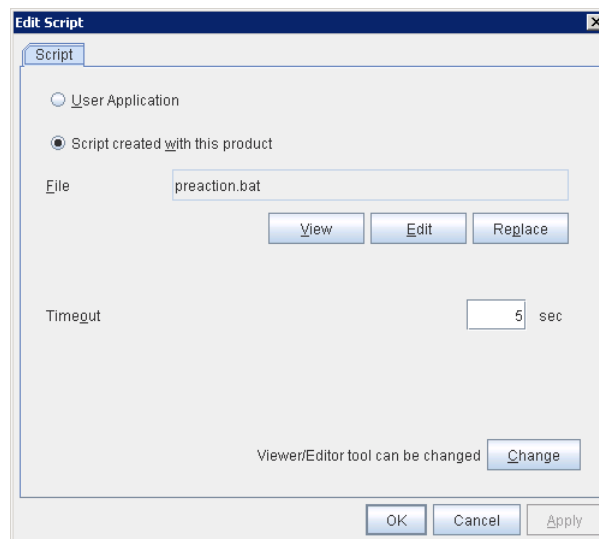 Edit Script
Script
User Application
Script created with this product
File preaction.bat
View Edit Replace
Timeout 5 sec
Viewer/Editor tool can be changed Change
OK Cancel Apply